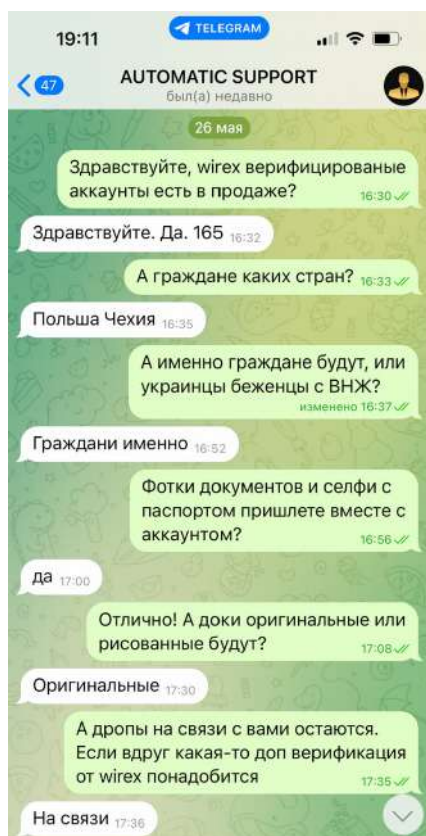 19:11
TELEGRAM
47
AUTOMATIC SUPPORT
был(а) недавно
26 мая
Здравствуйте, wirex верифицированые
аккаунты есть в продаже?
16:30
Здравствуйте. Да. 165 16:32
А граждане каких стран? 16:33
Польша Чехия 16:35
А именно граждане будут, или
украинцы беженцы с ВНЖ?
изменено 16:37
Граждани именно 16:52
Фотки документов и селфи с
паспортом пришлете вместе с
аккаунтом?
16:56
да 17:00
Отлично! А доки оригинальные или
рисованные будут?
17:08
Оригинальные 17:30
А дропы на связи с вами остаются.
Если вдруг какая-то доп верификация
от wirex понадобится
17:35
На связи 17:36